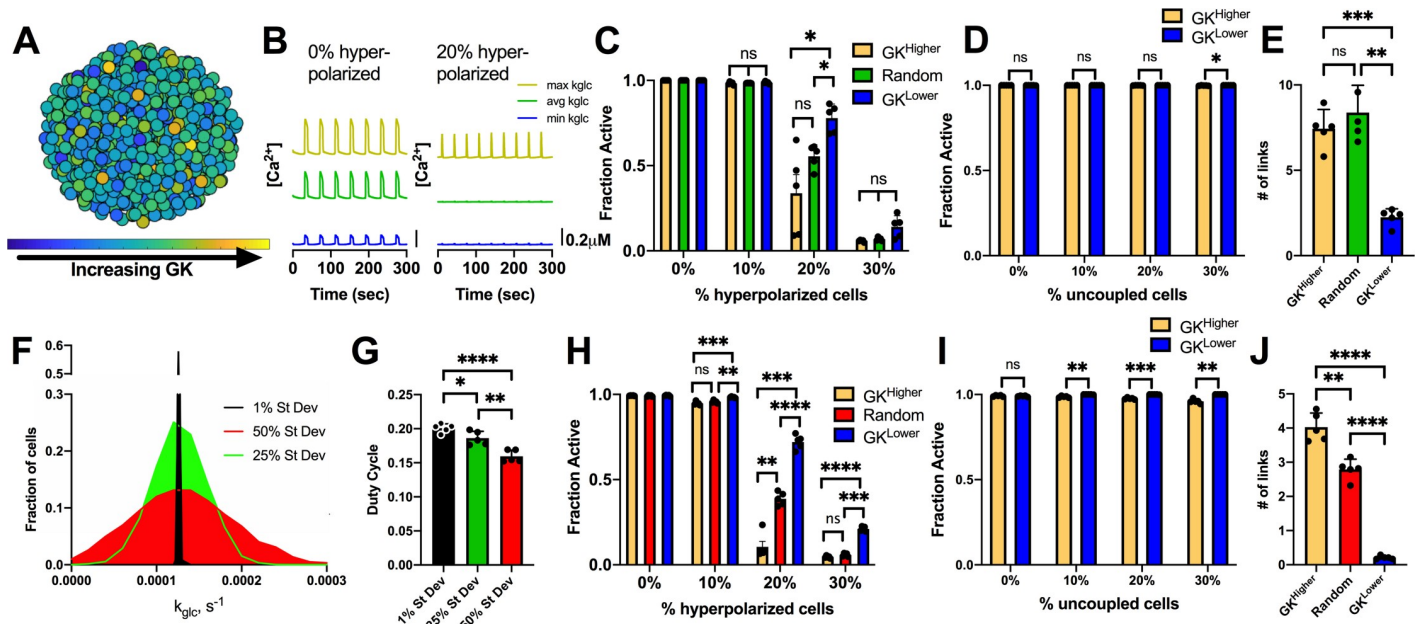 A
Increasing GK
B
0% hyper-
polarized
20% hyper-
polarized
max kglc
avg kglc
min kglc
[Ca2+]
[Ca2+]
0.2µM
0 100 200 300
0 100 200 300
Time (sec)
Time (sec)
C
GKHigher
Random
GKLower
*
*
ns
ns
ns
1.0
0.5
0.0
Fraction Active
0% 10% 20% 30%
% hyperpolarized cells
D
GKHigher
GKLower
ns
ns
ns
*
1.0
0.5
0.0
Fraction Active
0% 10% 20% 30%
% uncoupled cells
E
***
ns
**
10
5
0
# of links
GKHigher
Random
GKLower
F
0.6
0.5
0.3
0.2
0.1
0.0
Fraction of cells
1% St Dev
50% St Dev
25% St Dev
0.0000 0.0001 0.0002 0.0003
kglc, s-1
G
****
*
**
0.25
0.20
0.15
0.10
0.05
0.00
Duty Cycle
1% St Dev
25% St Dev
50% St Dev
H
GKHigher
Random
GKLower
***
ns
**
***
****
**
****
ns
***
1.0
0.5
0.0
Fraction Active
0% 10% 20% 30%
% hyperpolarized cells
I
GKHigher
GKLower
ns
**
***
**
1.0
0.5
0.0
Fraction Active
0% 10% 20% 30%
% uncoupled cells
J
****
**
****
5
4
3
2
1
0
# of links
GKHigher
Random
GKLower